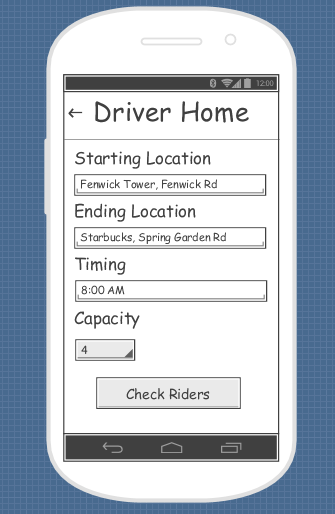 12:00
← Driver Home
Starting Location
Fenwick Tower, Fenwick Rd
Ending Location
Starbucks, Spring Garden Rd
Timing
8:00 AM
Capacity
4
Check Riders